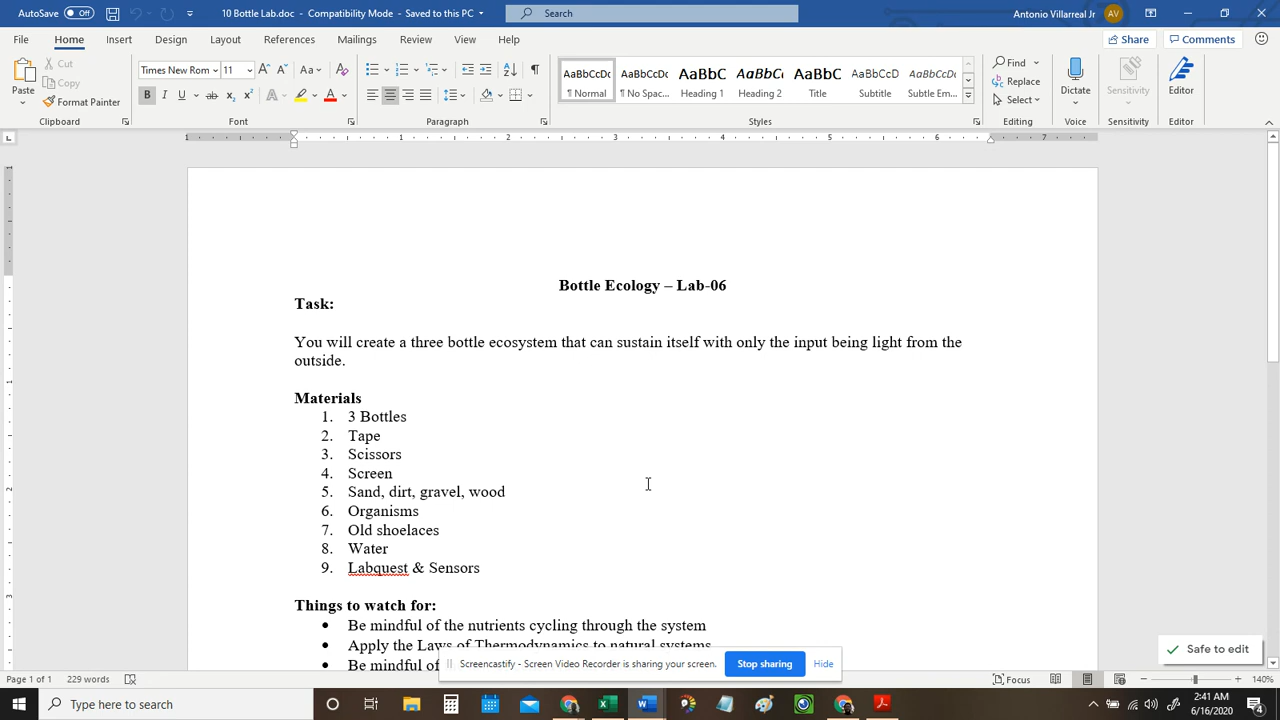 AutoSave Off 10 Bottle Lab.doc - Compatibility Mode - Saved to this PC Search Antonio Villarreal Jr AV
File Home Insert Design Layout References Mailings Review View Help Share Comments
Paste Cut Copy Format Painter Clipboard
Times New Rom 11 Font
Paragraph
AaBbCcDc ¶ Normal AaBbCcDc ¶ No Spac... AaBbC Heading 1 AaBbCc Heading 2 AaBbC Title AaBbCcD Subtitle AaBbCcDc Subtle Em... Styles
Find Replace Select Editing
Dictate Voice Sensitivity Sensitivity Editor Editor
Bottle Ecology – Lab-06
Task:
You will create a three bottle ecosystem that can sustain itself with only the input being light from the
outside.
Materials
1. 3 Bottles
2. Tape
3. Scissors
4. Screen
5. Sand, dirt, gravel, wood
6. Organisms
7. Old shoelaces
8. Water
9. Labquest & Sensors
Things to watch for:
• Be mindful of the nutrients cycling through the system
• Apply the Laws of Thermodynamics to natural systems
• Be mindful of
Screencastify - Screen Video Recorder is sharing your screen. Stop sharing Hide
Safe to edit
Page 1 of 1 229 words Focus 140%
Type here to search 2:41 AM
6/16/2020